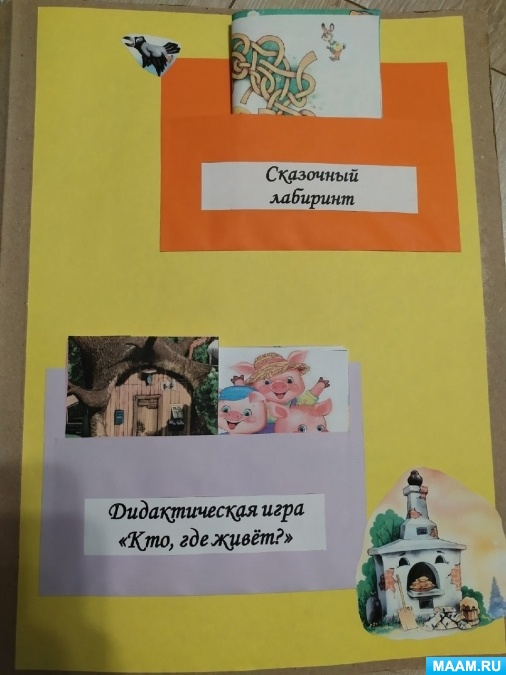 Сказочный
лабиринт
Дидактическая игра
«Кто, где живёт?»
MAAM.RU